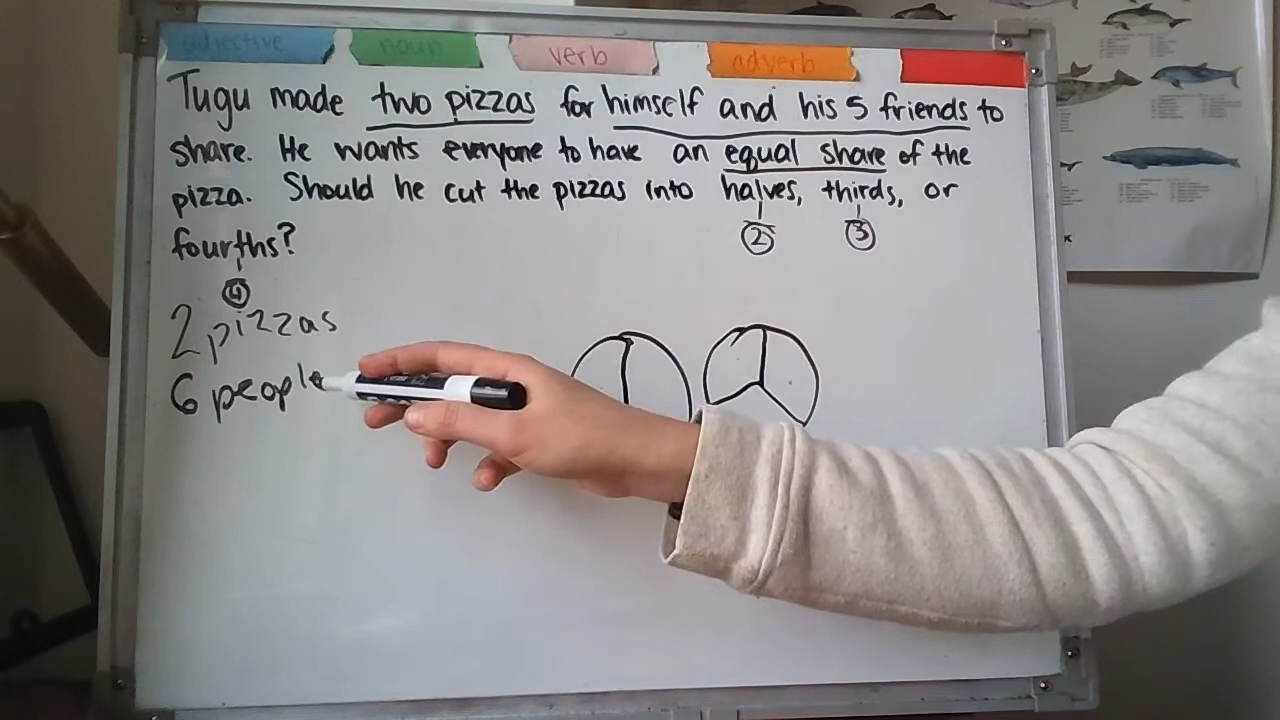 adjective noun verb adverb
Tugu made two pizzas for himself and his 5 friends to
share. He wants everyone to have an equal share of the
pizza. Should he cut the pizzas into halves, thirds, or
2 3
fourths?
4
2 pizzas
6 people